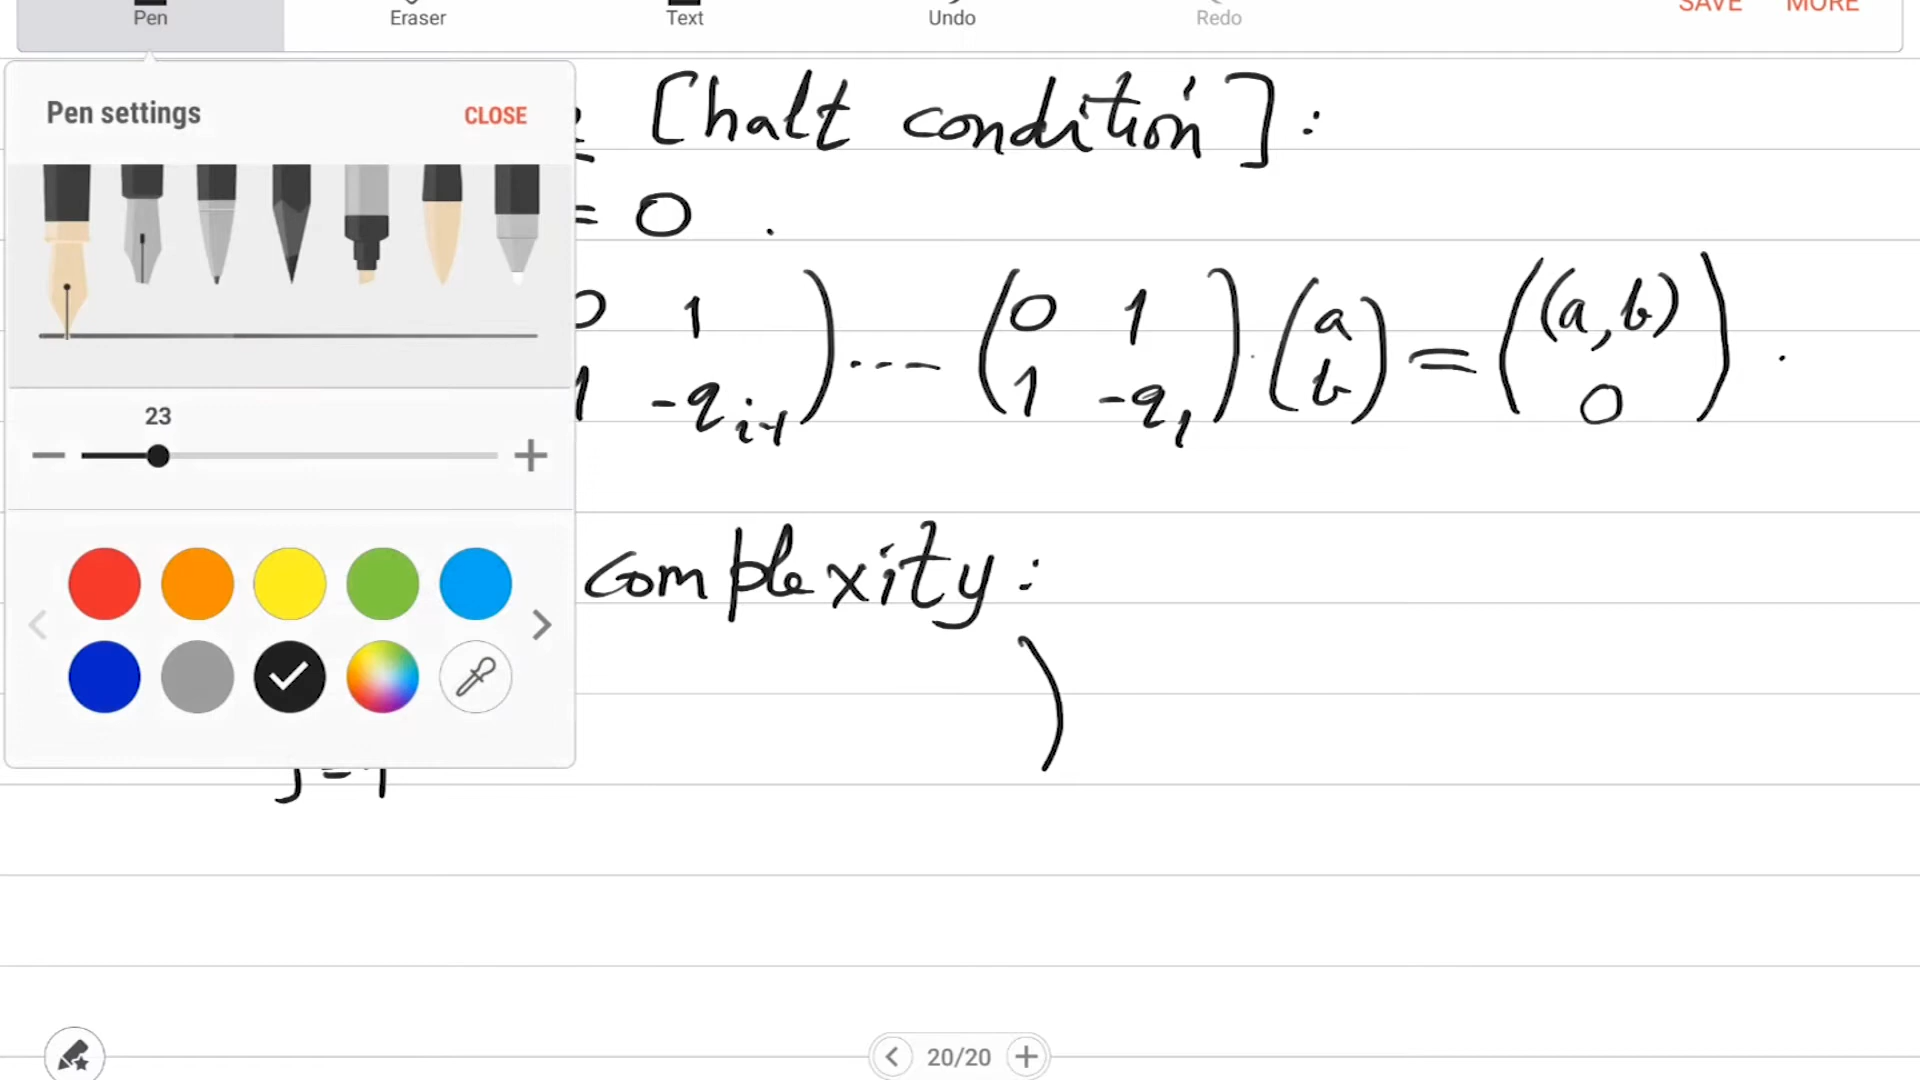 Pen Eraser Text Undo Redo SAVE MORE
Pen settings CLOSE
[halt condition]:
= 0 .
0 1 0 1 a (a,b)
1 -q_{i-1} .... 1 -q_1 . b = 0 .
23
complexity:
)
j=1
20/20